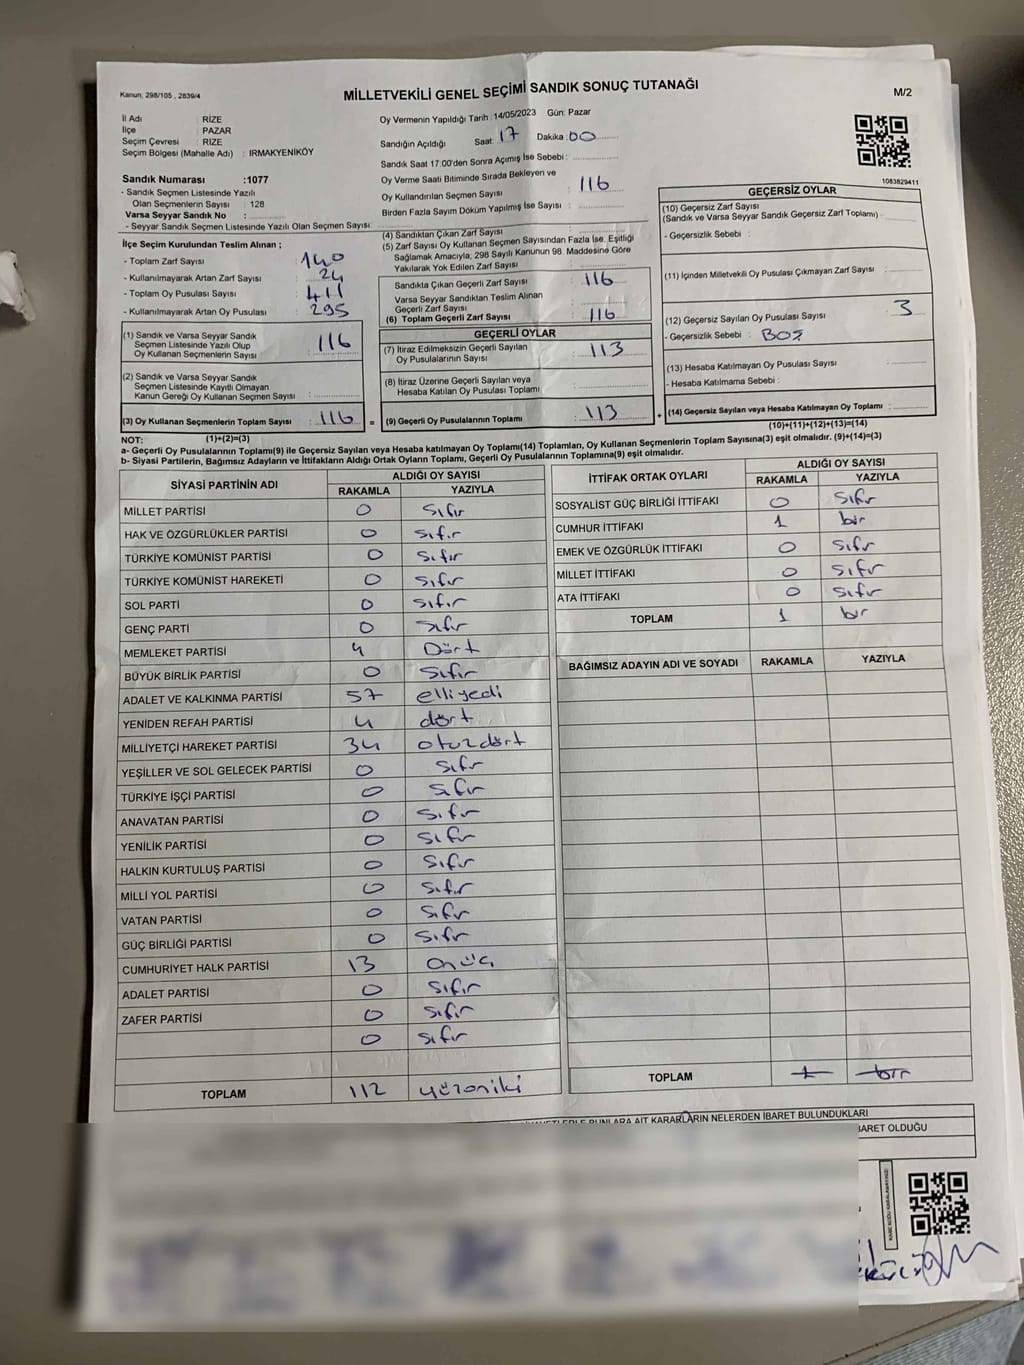 Kanun: 298/105 , 2839/4
MİLLETVEKİLİ GENEL SEÇİMİ SANDIK SONUÇ TUTANAĞI
M/2
İl Adı : RİZE
İlçe : PAZAR
Seçim Çevresi : RİZE
Seçim Bölgesi (Mahalle Adı) : IRMAKYENİKÖY
Sandık Numarası :1077
- Sandık Seçmen Listesinde Yazılı
Olan Seçmenlerin Sayısı : 128
Varsa Seyyar Sandık No :
- Seyyar Sandık Seçmen Listesinde Yazılı Olan Seçmen Sayısı:
İlçe Seçim Kurulundan Teslim Alınan ;
- Toplam Zarf Sayısı : 140
- Kullanılmayarak Artan Zarf Sayısı : 24
- Toplam Oy Pusulası Sayısı : 411
- Kullanılmayarak Artan Oy Pusulası : 295
(1) Sandık ve Varsa Seyyar Sandık
Seçmen Listesinde Yazılı Olup
Oy Kullanan Seçmenlerin Sayısı : 116
(2) Sandık ve Varsa Seyyar Sandık
Seçmen Listesinde Kayıtlı Olmayan
Kanun Gereği Oy Kullanan Seçmen Sayısı :
(3) Oy Kullanan Seçmenlerin Toplam Sayısı : 116 =
(1)+(2)=(3)
Oy Vermenin Yapıldığı Tarih :14/05/2023 Gün: Pazar
Sandığın Açıldığı Saat: 17 Dakika : 00
Sandık Saat 17:00'den Sonra Açımış İse Sebebi :
Oy Verme Saati Bitiminde Sırada Bekleyen ve
Oy Kullandırılan Seçmen Sayısı : 116
Birden Fazla Sayım Döküm Yapılmış İse Sayısı :
(4) Sandıktan Çıkan Zarf Sayısı
(5) Zarf Sayısı Oy Kullanan Seçmen Sayısından Fazla İse, Eşitliği
Sağlamak Amacıyla; 298 Sayılı Kanunun 98. Maddesine Göre
Yakılarak Yok Edilen Zarf Sayısı :
Sandıkta Çıkan Geçerli Zarf Sayısı : 116
Varsa Seyyar Sandıktan Teslim Alınan
Geçerli Zarf Sayısı :
(6) Toplam Geçerli Zarf Sayısı : 116
GEÇERLİ OYLAR
(7) İtiraz Edilmeksizin Geçerli Sayılan
Oy Pusulalarının Sayısı : 113
(8) İtiraz Üzerine Geçerli Sayılan veya
Hesaba Katılan Oy Pusulası Toplamı :
(9) Geçerli Oy Pusulalarının Toplamı : 113 +
1083829411
GEÇERSİZ OYLAR
(10) Geçersiz Zarf Sayısı
(Sandık ve Varsa Seyyar Sandık Geçersiz Zarf Toplamı) :
- Geçersizlik Sebebi :
(11) İçinden Milletvekili Oy Pusulası Çıkmayan Zarf Sayısı :
(12) Geçersiz Sayılan Oy Pusulası Sayısı : 3
- Geçersizlik Sebebi : BOŞ
(13) Hesaba Katılmayan Oy Pusulası Sayısı :
- Hesaba Katılmama Sebebi :
(14) Geçersiz Sayılan veya Hesaba Katılmayan Oy Toplamı :
(10)+(11)+(12)+(13)=(14)
NOT:
a- Geçerli Oy Pusulalarının Toplamı(9) ile Geçersiz Sayılan veya Hesaba katılmayan Oy Toplamı(14) Toplamları, Oy Kullanan Seçmenlerin Toplam Sayısına(3) eşit olmalıdır. (9)+(14)=(3)
b- Siyasi Partilerin, Bağımsız Adayların ve İttifakların Aldığı Ortak Oyların Toplamı, Geçerli Oy Pusulalarının Toplamına(9) eşit olmalıdır.
SİYASİ PARTİNİN ADI ALDIĞI OY SAYISI
RAKAMLA YAZIYLA
MİLLET PARTİSİ 0 sıfır
HAK VE ÖZGÜRLÜKLER PARTİSİ 0 sıfır
TÜRKİYE KOMÜNİST PARTİSİ 0 sıfır
TÜRKİYE KOMÜNİST HAREKETİ 0 sıfır
SOL PARTİ 0 sıfır
GENÇ PARTİ 0 sıfır
MEMLEKET PARTİSİ 4 Dört
BÜYÜK BİRLİK PARTİSİ 0 sıfır
ADALET VE KALKINMA PARTİSİ 57 elliyedi
YENİDEN REFAH PARTİSİ 4 dört
MİLLİYETÇİ HAREKET PARTİSİ 34 otuzdört
YEŞİLLER VE SOL GELECEK PARTİSİ 0 sıfır
TÜRKİYE İŞÇİ PARTİSİ 0 sıfır
ANAVATAN PARTİSİ 0 sıfır
YENİLİK PARTİSİ 0 sıfır
HALKIN KURTULUŞ PARTİSİ 0 sıfır
MİLLİ YOL PARTİSİ 0 sıfır
VATAN PARTİSİ 0 sıfır
GÜÇ BİRLİĞİ PARTİSİ 0 sıfır
CUMHURİYET HALK PARTİSİ 13 onüç
ADALET PARTİSİ 0 sıfır
ZAFER PARTİSİ 0 sıfır
0 sıfır
TOPLAM 112 yüzoniki
İTTİFAK ORTAK OYLARI ALDIĞI OY SAYISI
RAKAMLA YAZIYLA
SOSYALİST GÜÇ BİRLİĞİ İTTİFAKI 0 sıfır
CUMHUR İTTİFAKI 1 bir
EMEK VE ÖZGÜRLÜK İTTİFAKI 0 sıfır
MİLLET İTTİFAKI 0 sıfır
ATA İTTİFAKI 0 sıfır
TOPLAM 1 bir
BAĞIMSIZ ADAYIN ADI VE SOYADI RAKAMLA YAZIYLA
TOPLAM 1 bir
BUNLARA AİT KARARLARIN NELERDEN İBARET BULUNDUKLARI
İBARET OLDUĞU